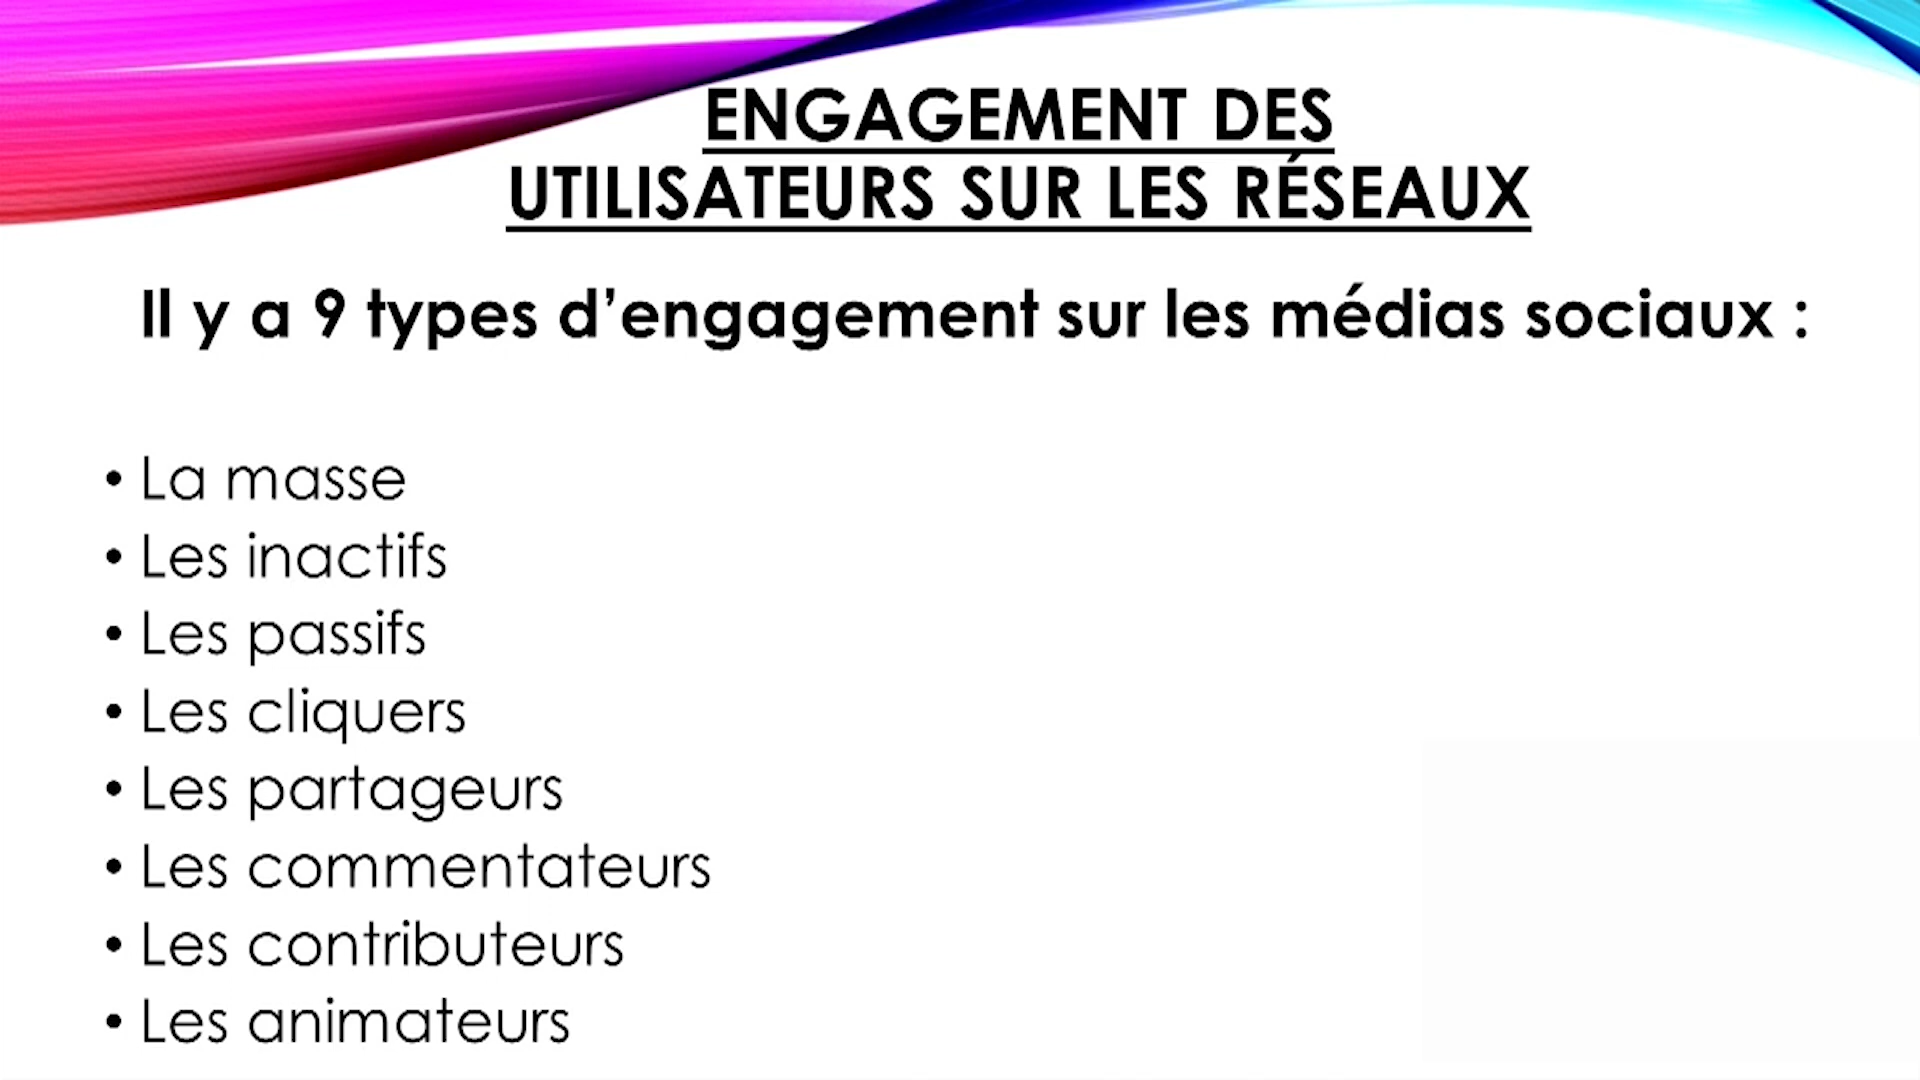 ENGAGEMENT DES
UTILISATEURS SUR LES RÉSEAUX
Il y a 9 types d’engagement sur les médias sociaux :
• La masse
• Les inactifs
• Les passifs
• Les cliquers
• Les partageurs
• Les commentateurs
• Les contributeurs
• Les animateurs